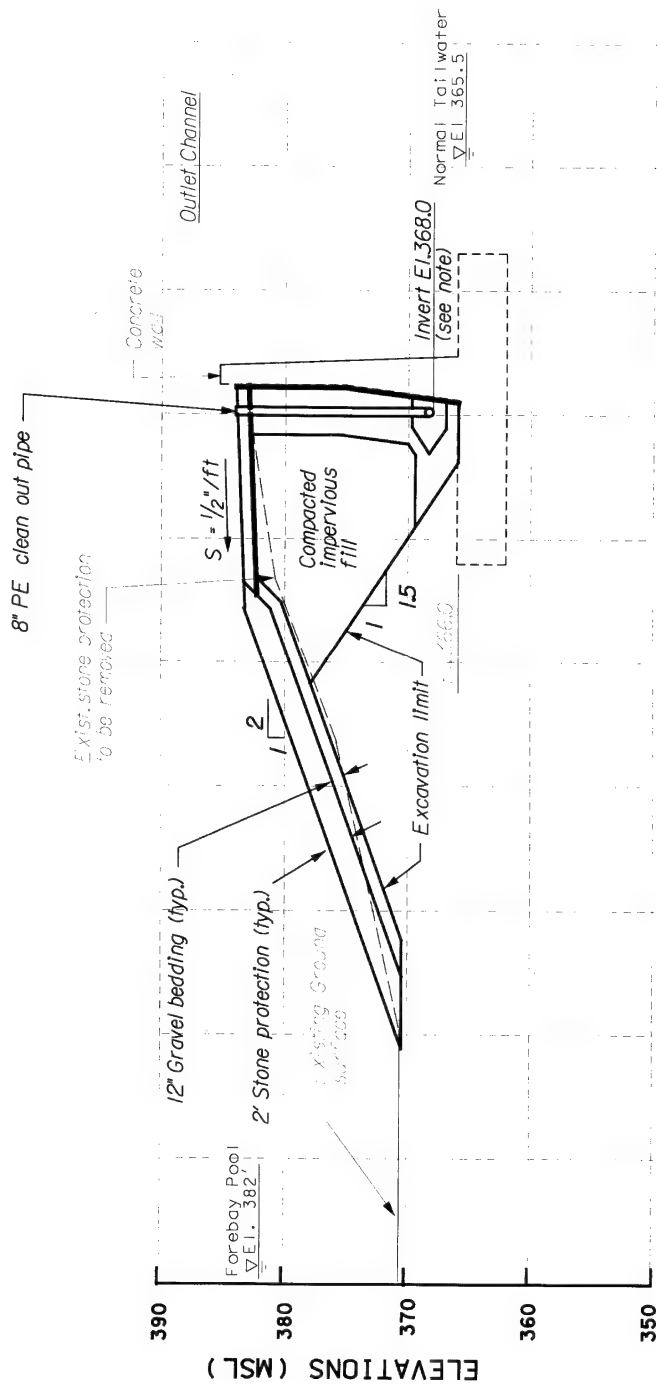 8" PE clean out pipe
Concrete
wall
Outlet Channel
S = 1/2"/ft
Exist. stone protection
to be removed
12" Gravel bedding (typ.)
2' Stone protection (typ.)
Existing Ground
Surface
Forebay Pool
▽El. 382'
2
1
Compacted
impervious
fill
1
1.5
Excavation limit
Invert El.368.0
(see note)
Normal Tailwater
▽El 365.5
ELEVATIONS (MSL)
390
380
370
360
350